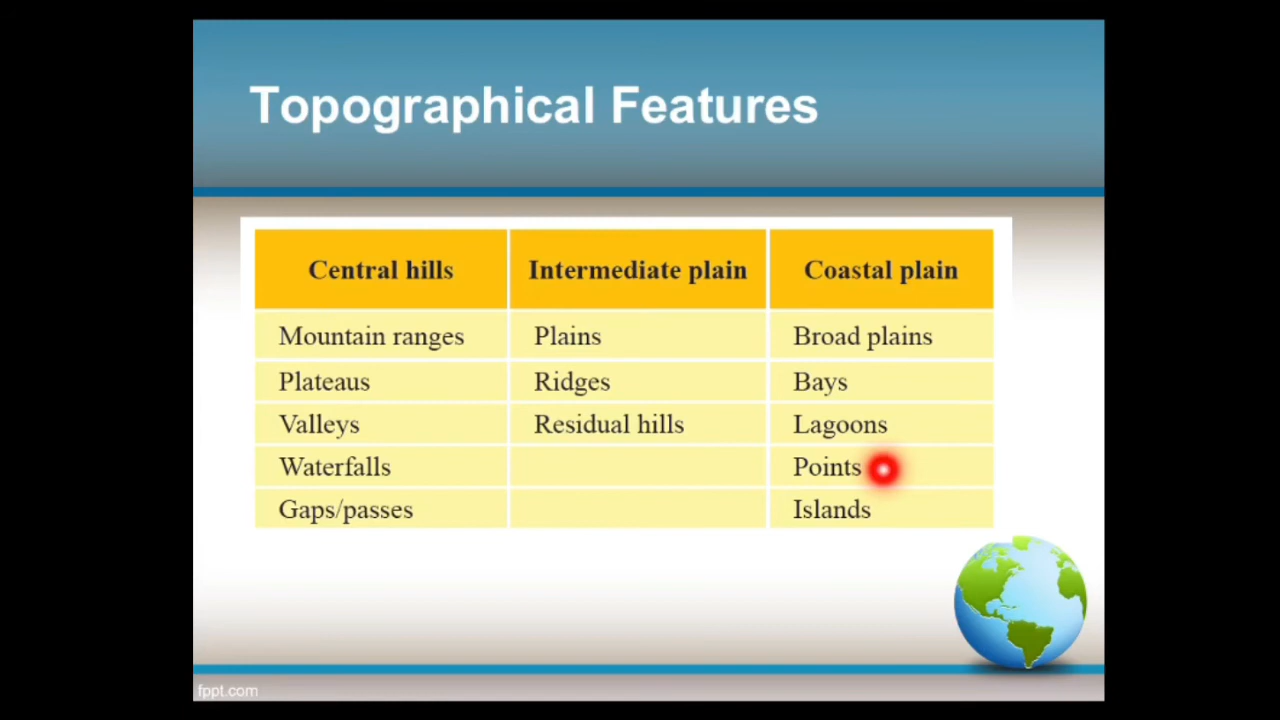 Topographical Features
Central hills Intermediate plain Coastal plain
Mountain ranges Plains Broad plains
Plateaus Ridges Bays
Valleys Residual hills Lagoons
Waterfalls Points
Gaps/passes Islands
fppt.com